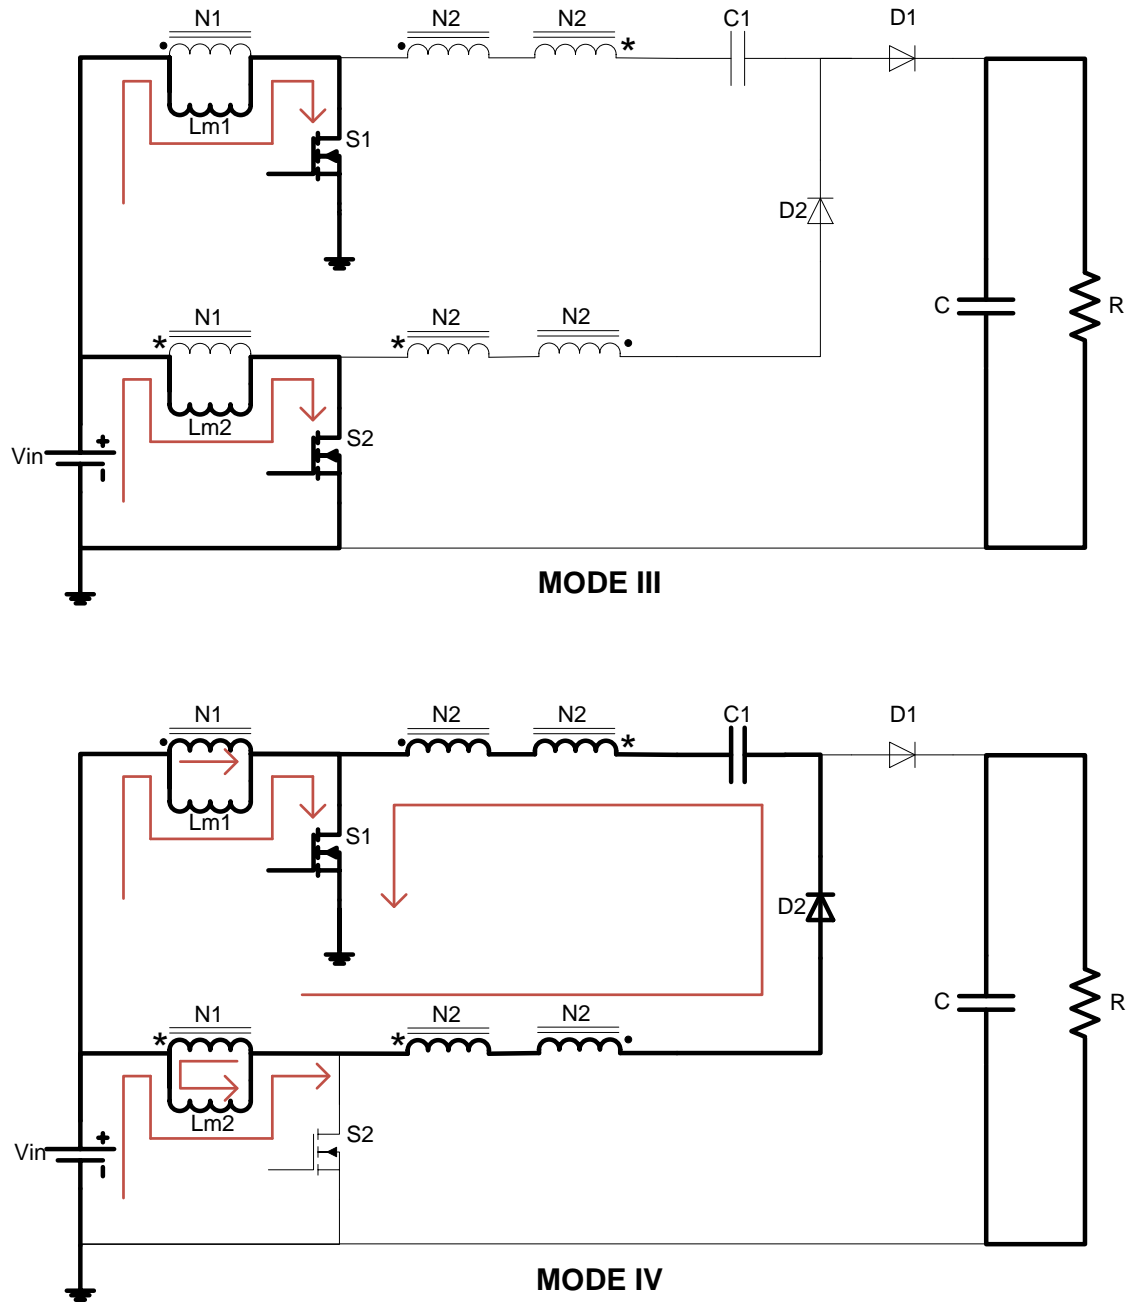 N1 N2 N2 C1 D1
Lm1
S1
D2
N1 N2 N2
C R
Lm2
S2
Vin
MODE III
N1 N2 N2 C1 D1
Lm1
S1
D2
N1 N2 N2
C R
Lm2
S2
Vin
MODE IV